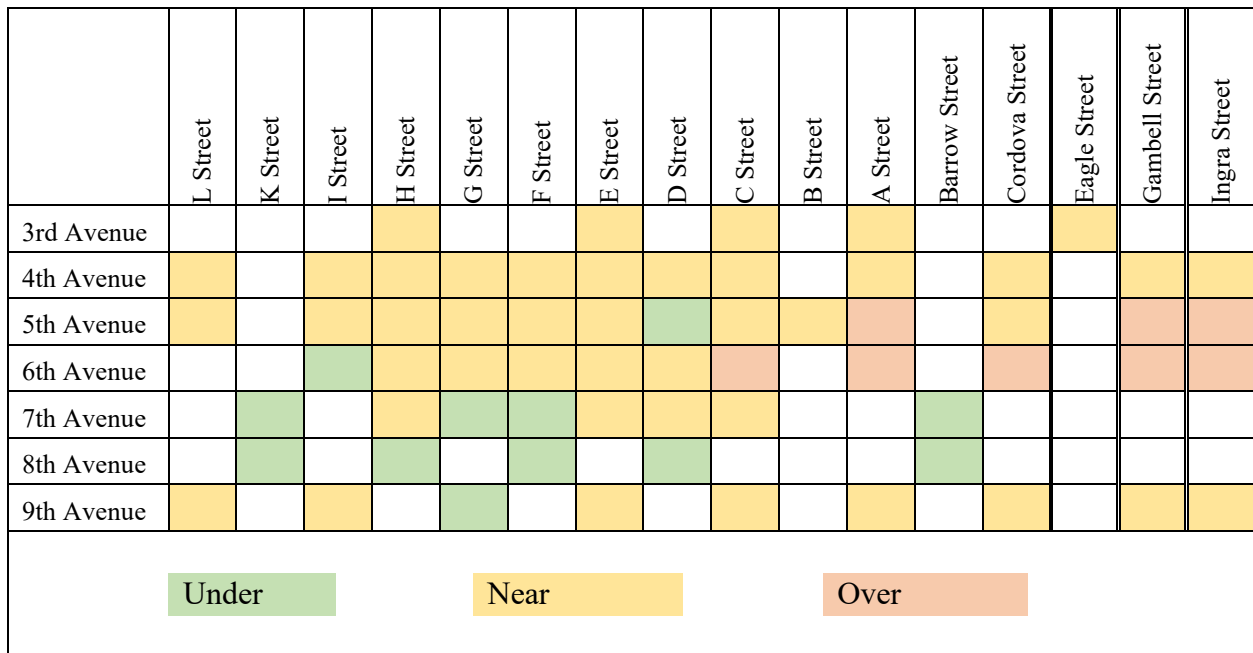 L Street
K Street
I Street
H Street
G Street
F Street
E Street
D Street
C Street
B Street
A Street
Barrow Street
Cordova Street
Eagle Street
Gambell Street
Ingra Street
3rd Avenue
4th Avenue
5th Avenue
6th Avenue
7th Avenue
8th Avenue
9th Avenue
Under
Near
Over